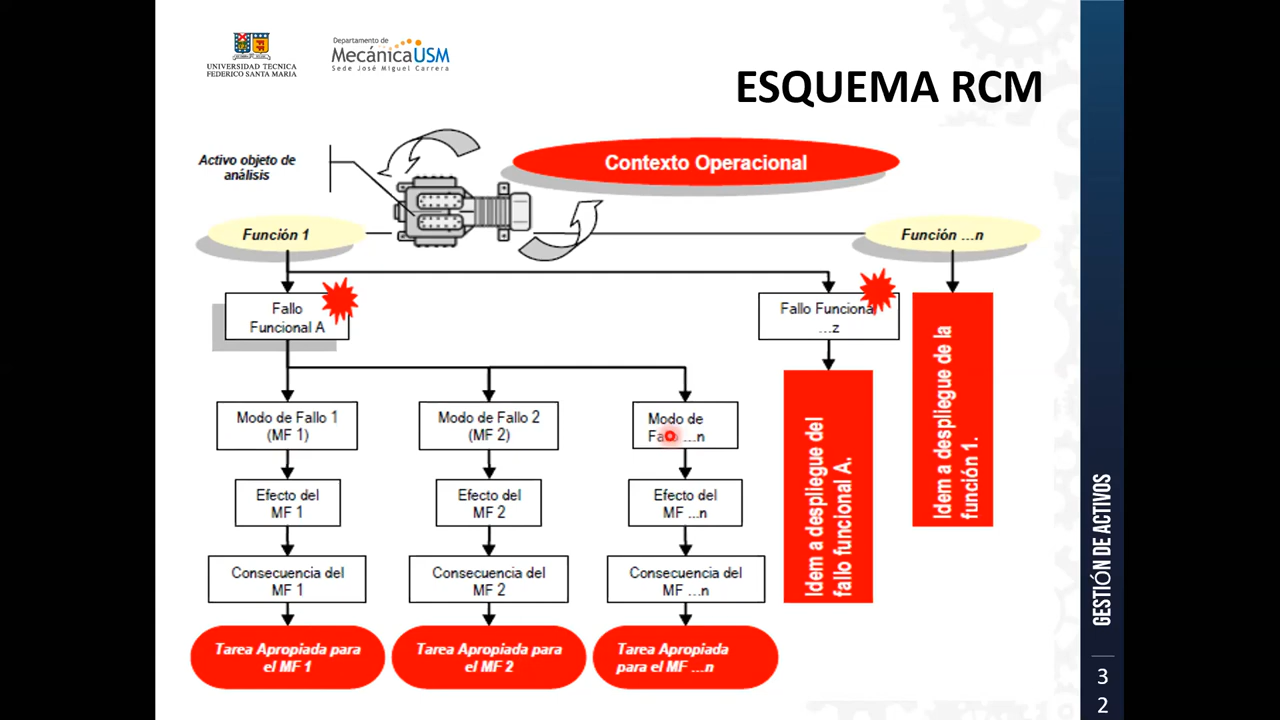 UNIVERSIDAD TECNICA
FEDERICO SANTA MARIA
Departamento de
MecánicaUSM
Sede José Miguel Carrera
ESQUEMA RCM
Activo objeto de
análisis
Contexto Operacional
Función 1
Función ...n
Fallo
Funcional A
Fallo Funcional
...z
Modo de Fallo 1
(MF 1)
Modo de Fallo 2
(MF 2)
Modo de
Fallo ...n
Efecto del
MF 1
Efecto del
MF 2
Efecto del
MF ...n
Consecuencia del
MF 1
Consecuencia del
MF 2
Consecuencia del
MF ...n
Tarea Apropiada para
el MF 1
Tarea Apropiada para
el MF 2
Tarea Apropiada
para el MF ...n
Idem a despliegue del
fallo funcional A.
Idem a despliegue de la
función 1.
GESTIÓN DE ACTIVOS
3
2